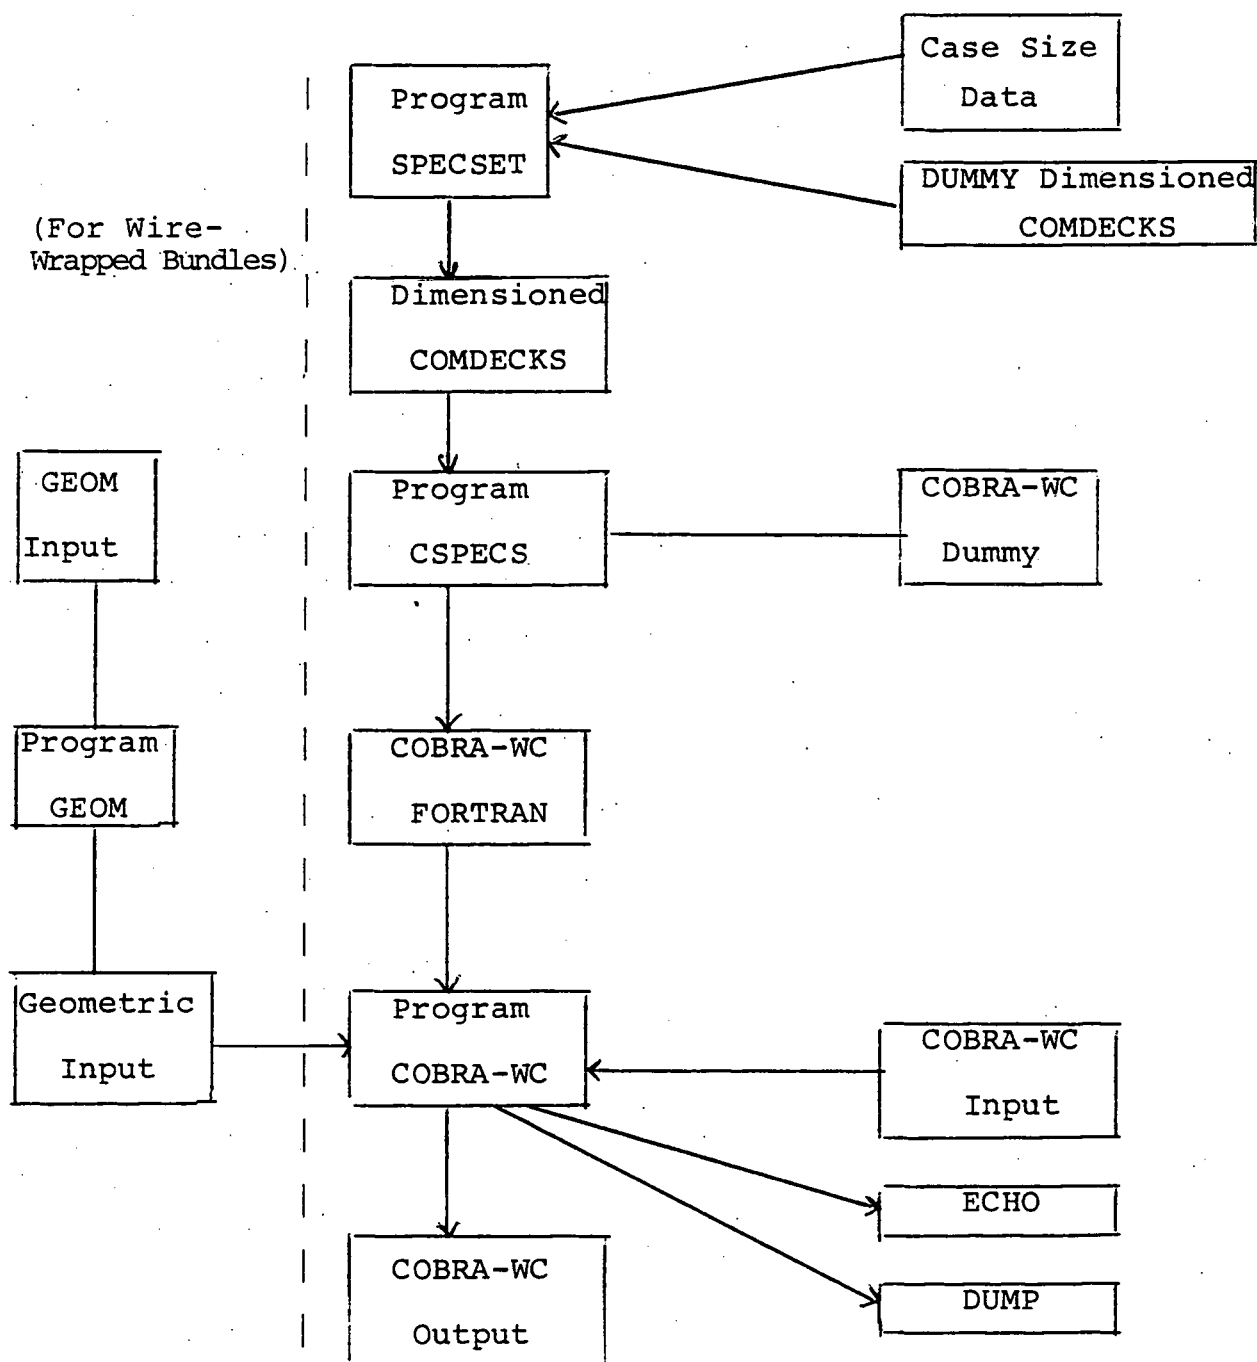 Case Size
Data
Program
SPECSET
DUMMY Dimensioned
COMDECKS
(For Wire-
Wrapped Bundles)
Dimensioned
COMDECKS
GEOM
Input
Program
CSPECS
COBRA-WC
Dummy
Program
GEOM
COBRA-WC
FORTRAN
Geometric
Input
Program
COBRA-WC
COBRA-WC
Input
ECHO
DUMP
COBRA-WC
Output